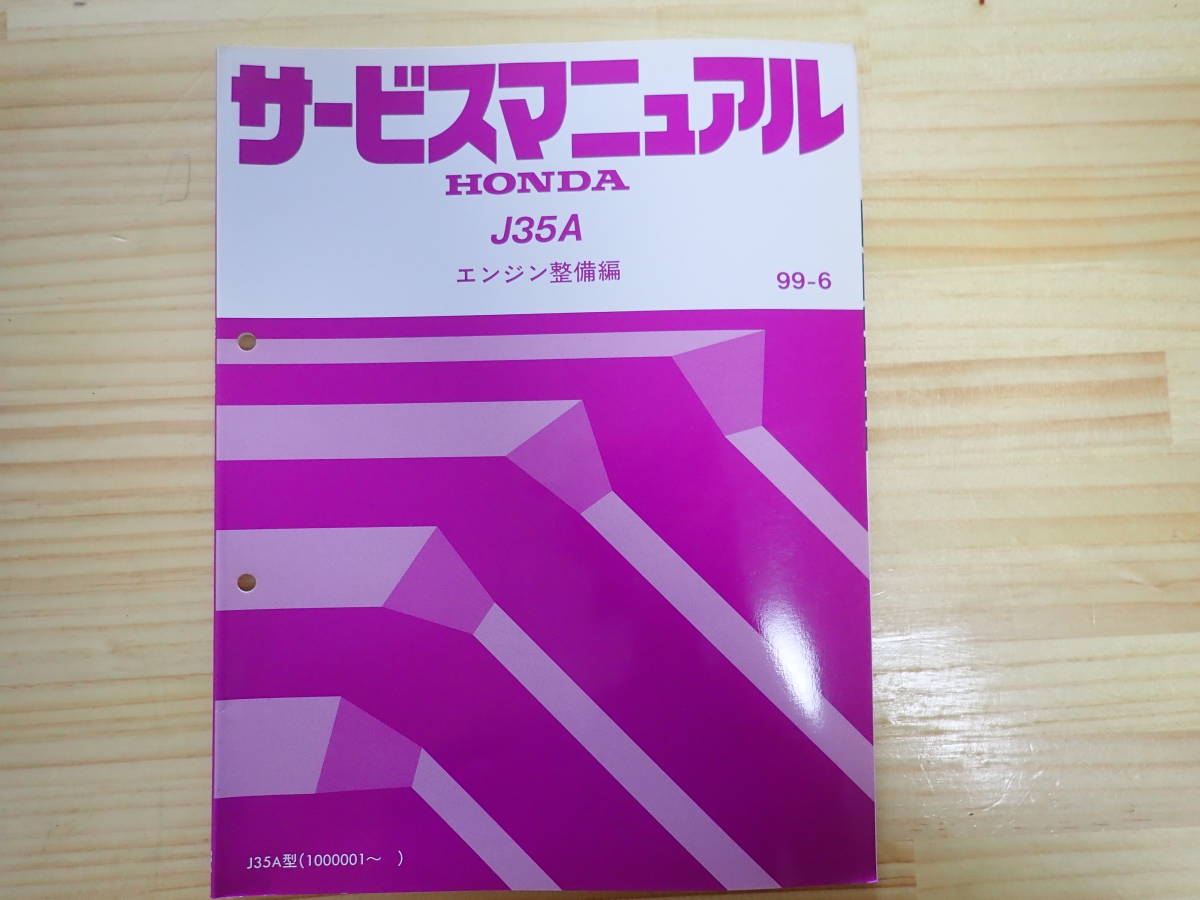 サービスマニュアル
HONDA
J35A
エンジン整備編
99-6
J35A型(1000001～ )